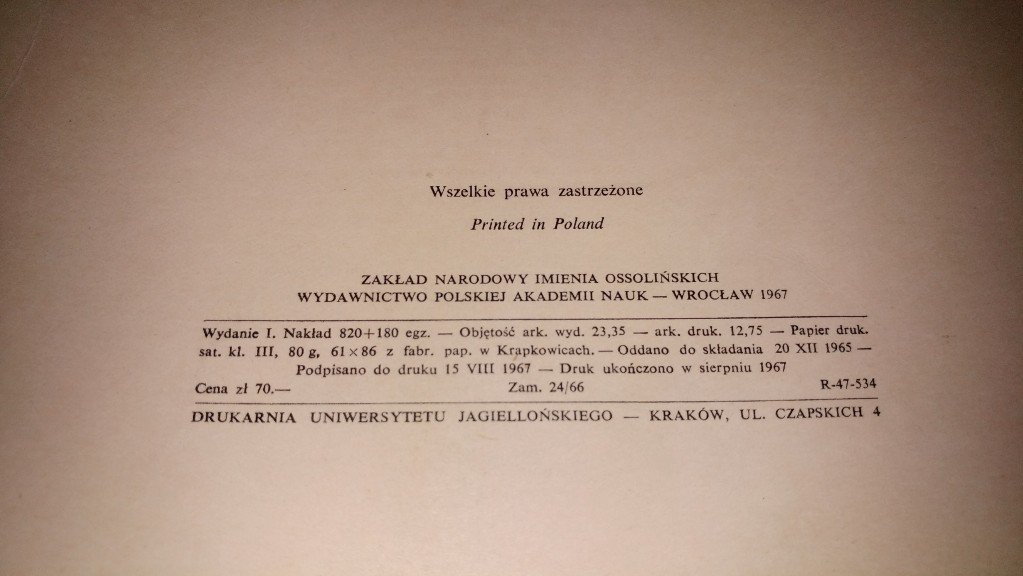 Wszelkie prawa zastrzeżone
Printed in Poland
ZAKŁAD NARODOWY IMIENIA OSSOLIŃSKICH
WYDAWNICTWO POLSKIEJ AKADEMII NAUK — WROCŁAW 1967
Wydanie I. Nakład 820+180 egz. — Objętość ark. wyd. 23,35 — ark. druk. 12,75 — Papier druk.
sat. kl. III, 80 g, 61×86 z fabr. pap. w Krapkowicach. — Oddano do składania 20 XII 1965 —
Podpisano do druku 15 VIII 1967 — Druk ukończono w sierpniu 1967
Cena zł 70.— Zam. 24/66 R-47-534
DRUKARNIA UNIWERSYTETU JAGIELLOŃSKIEGO — KRAKÓW, UL. CZAPSKICH 4